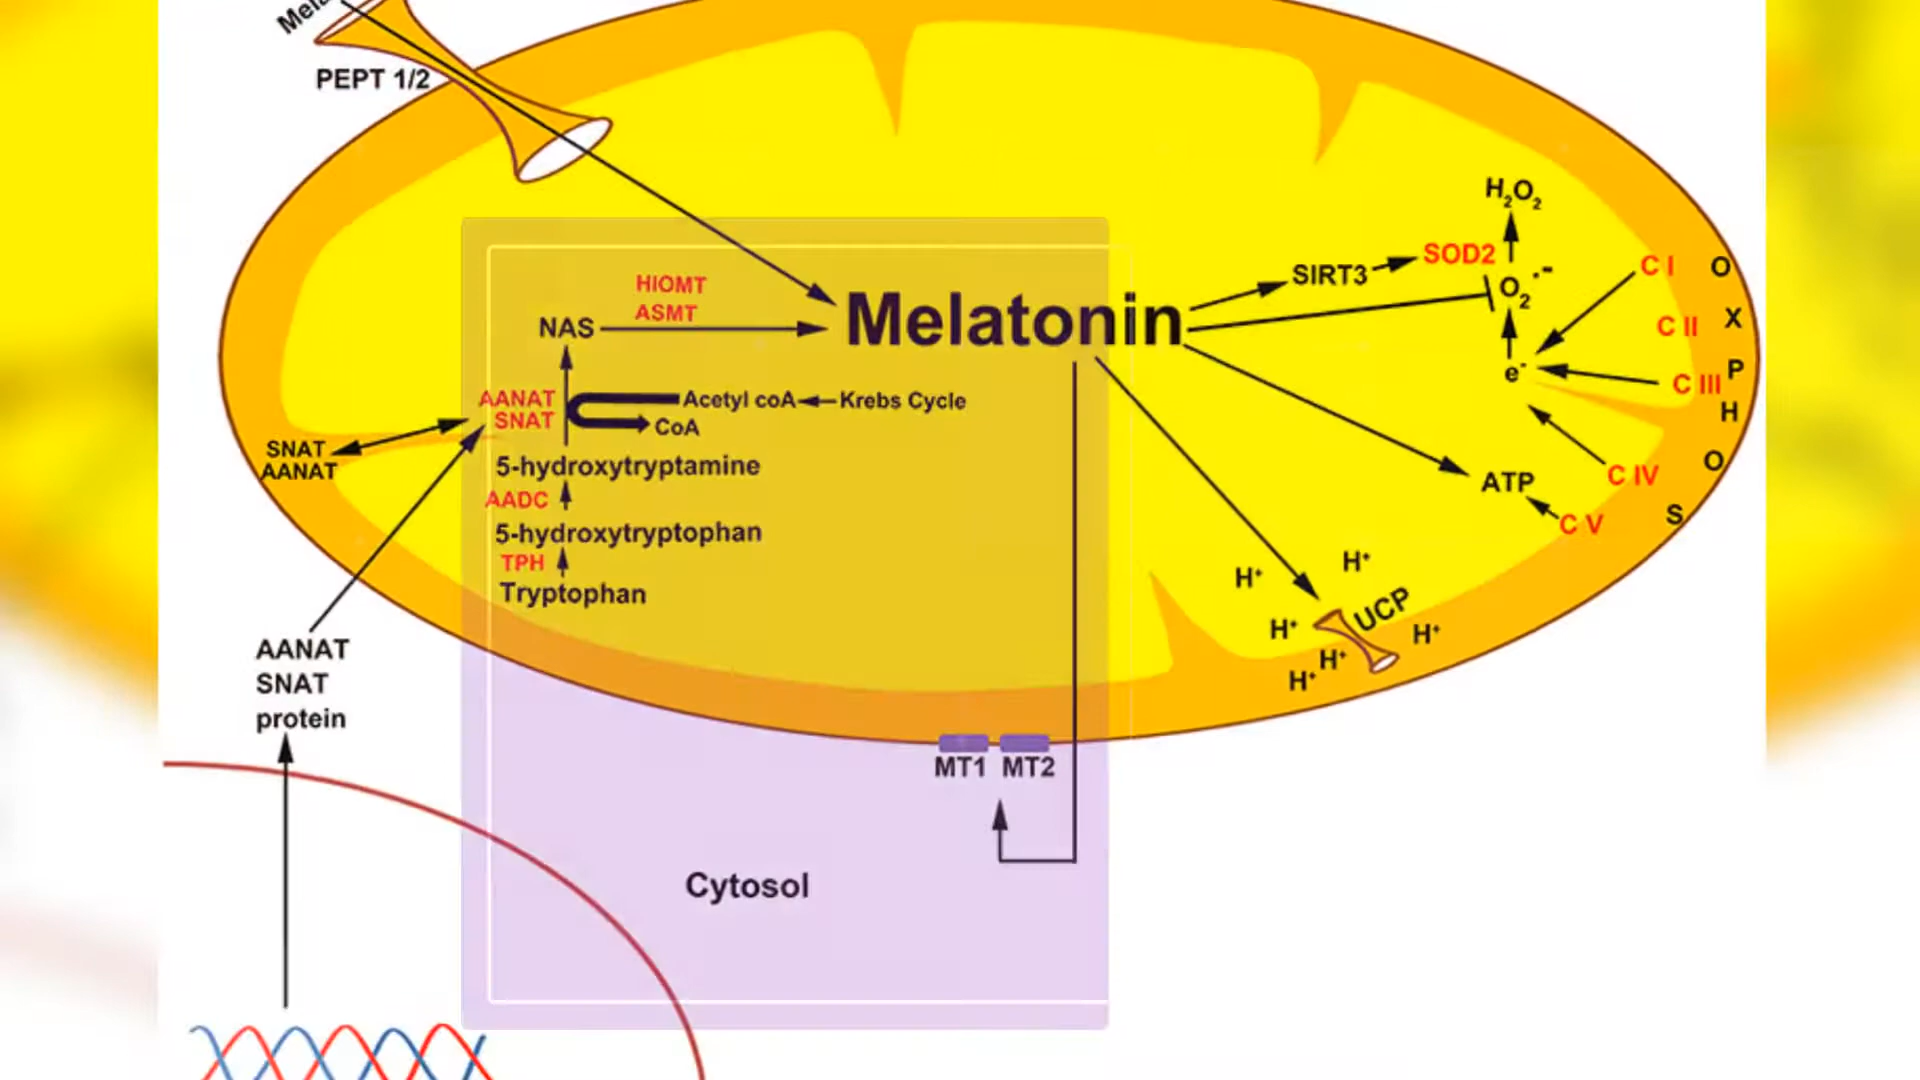 PEPT 1/2
H2O2
SOD2
SIRT3
O2·-
e-
C I
C II
C III
C IV
C V
O
X
P
H
O
S
HIOMT
ASMT
NAS
Melatonin
AANAT
SNAT
Acetyl coA
Krebs Cycle
CoA
SNAT
AANAT
5-hydroxytryptamine
AADC
5-hydroxytryptophan
TPH
Tryptophan
ATP
H+
H+
H+
H+
H+
H+
UCP
AANAT
SNAT
protein
MT1 MT2
Cytosol